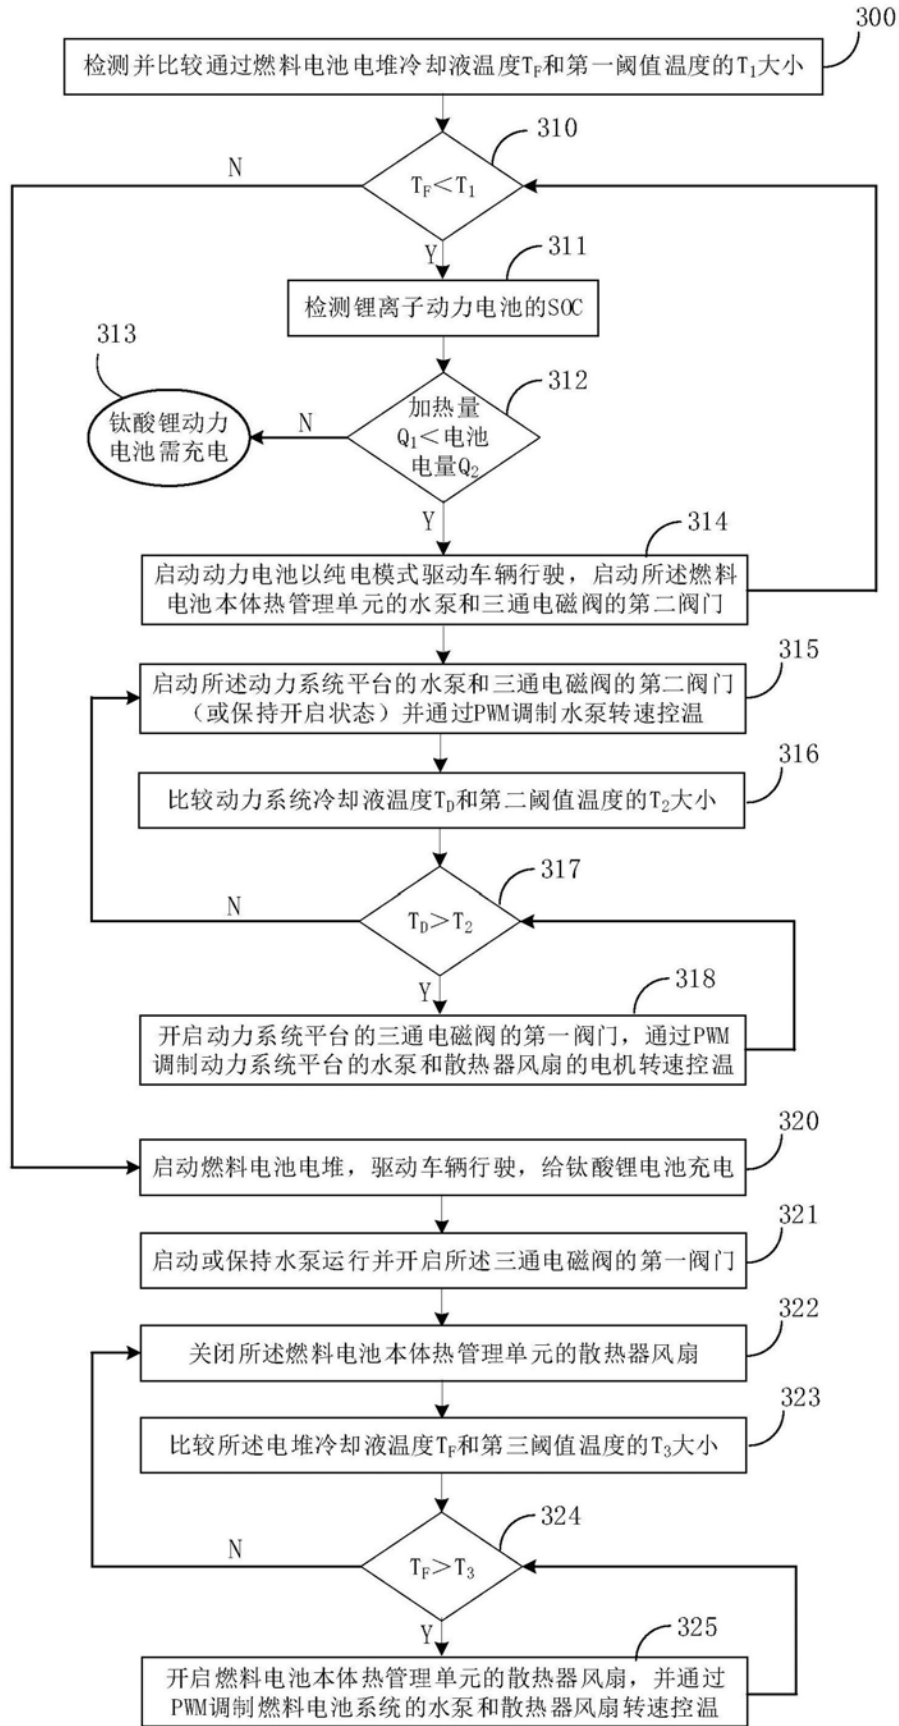 300
检测并比较通过燃料电池电堆冷却液温度T_F和第一阈值温度的T_1大小
310
N
T_F＜T_1
Y
311
检测锂离子动力电池的SOC
313
312
钛酸锂动力
电池需充电
N
加热量
Q_1＜电池
电量Q_2
Y
314
启动动力电池以纯电模式驱动车辆行驶，启动所述燃料
电池本体热管理单元的水泵和三通电磁阀的第二阀门
315
启动所述动力系统平台的水泵和三通电磁阀的第二阀门
（或保持开启状态）并通过PWM调制水泵转速控温
316
比较动力系统冷却液温度T_D和第二阈值温度的T_2大小
317
N
T_D＞T_2
Y
318
开启动力系统平台的三通电磁阀的第一阀门，通过PWM
调制动力系统平台的水泵和散热器风扇的电机转速控温
320
启动燃料电池电堆，驱动车辆行驶，给钛酸锂电池充电
321
启动或保持水泵运行并开启所述三通电磁阀的第一阀门
322
关闭所述燃料电池本体热管理单元的散热器风扇
323
比较所述电堆冷却液温度T_F和第三阈值温度的T_3大小
324
N
T_F＞T_3
Y
325
开启燃料电池本体热管理单元的散热器风扇，并通过
PWM调制燃料电池系统的水泵和散热器风扇转速控温